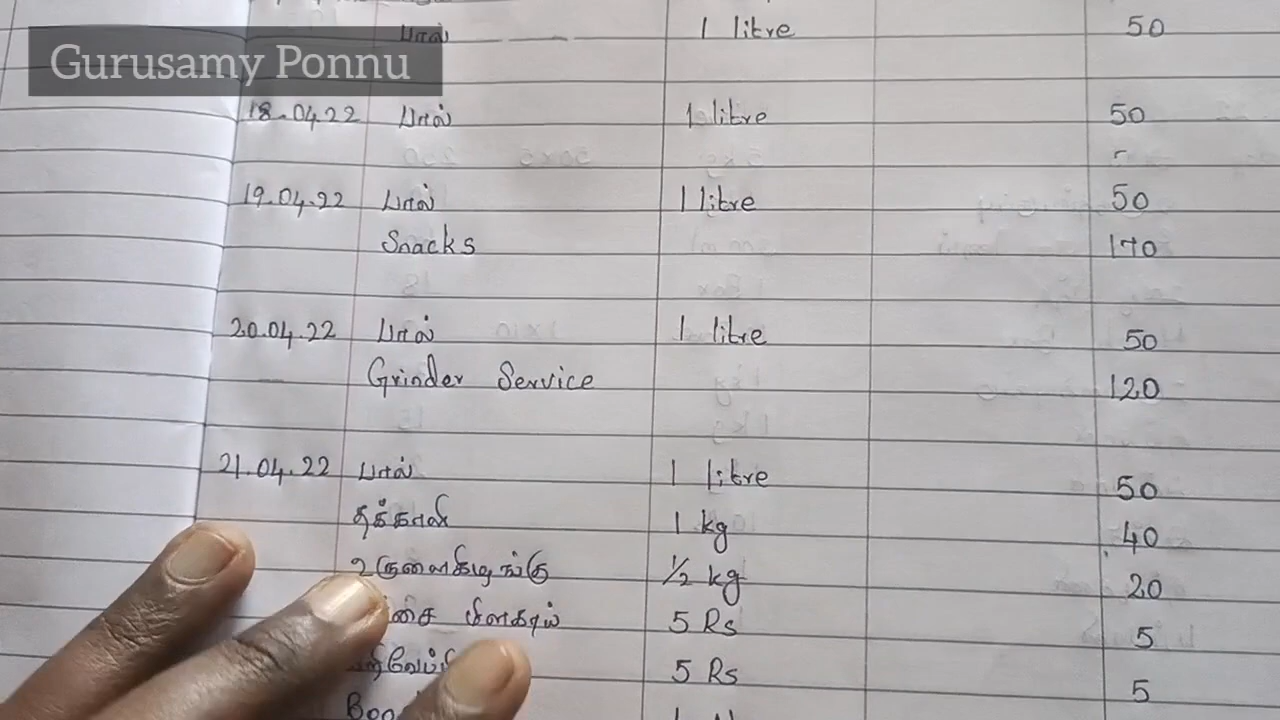 பால் 1 litre 50
Gurusamy Ponnu
18.04.22 பால் 1 litre 50
19.04.22 பால் 1 litre 50
Snacks 170
20.04.22 பால் 1 litre 50
Grinder Service 120
21.04.22 பால் 1 litre 50
தக்காளி 1 kg 40
உருளைகிழங்கு 1/2 kg 20
மிளகாய் 5 Rs 5
5 Rs 5